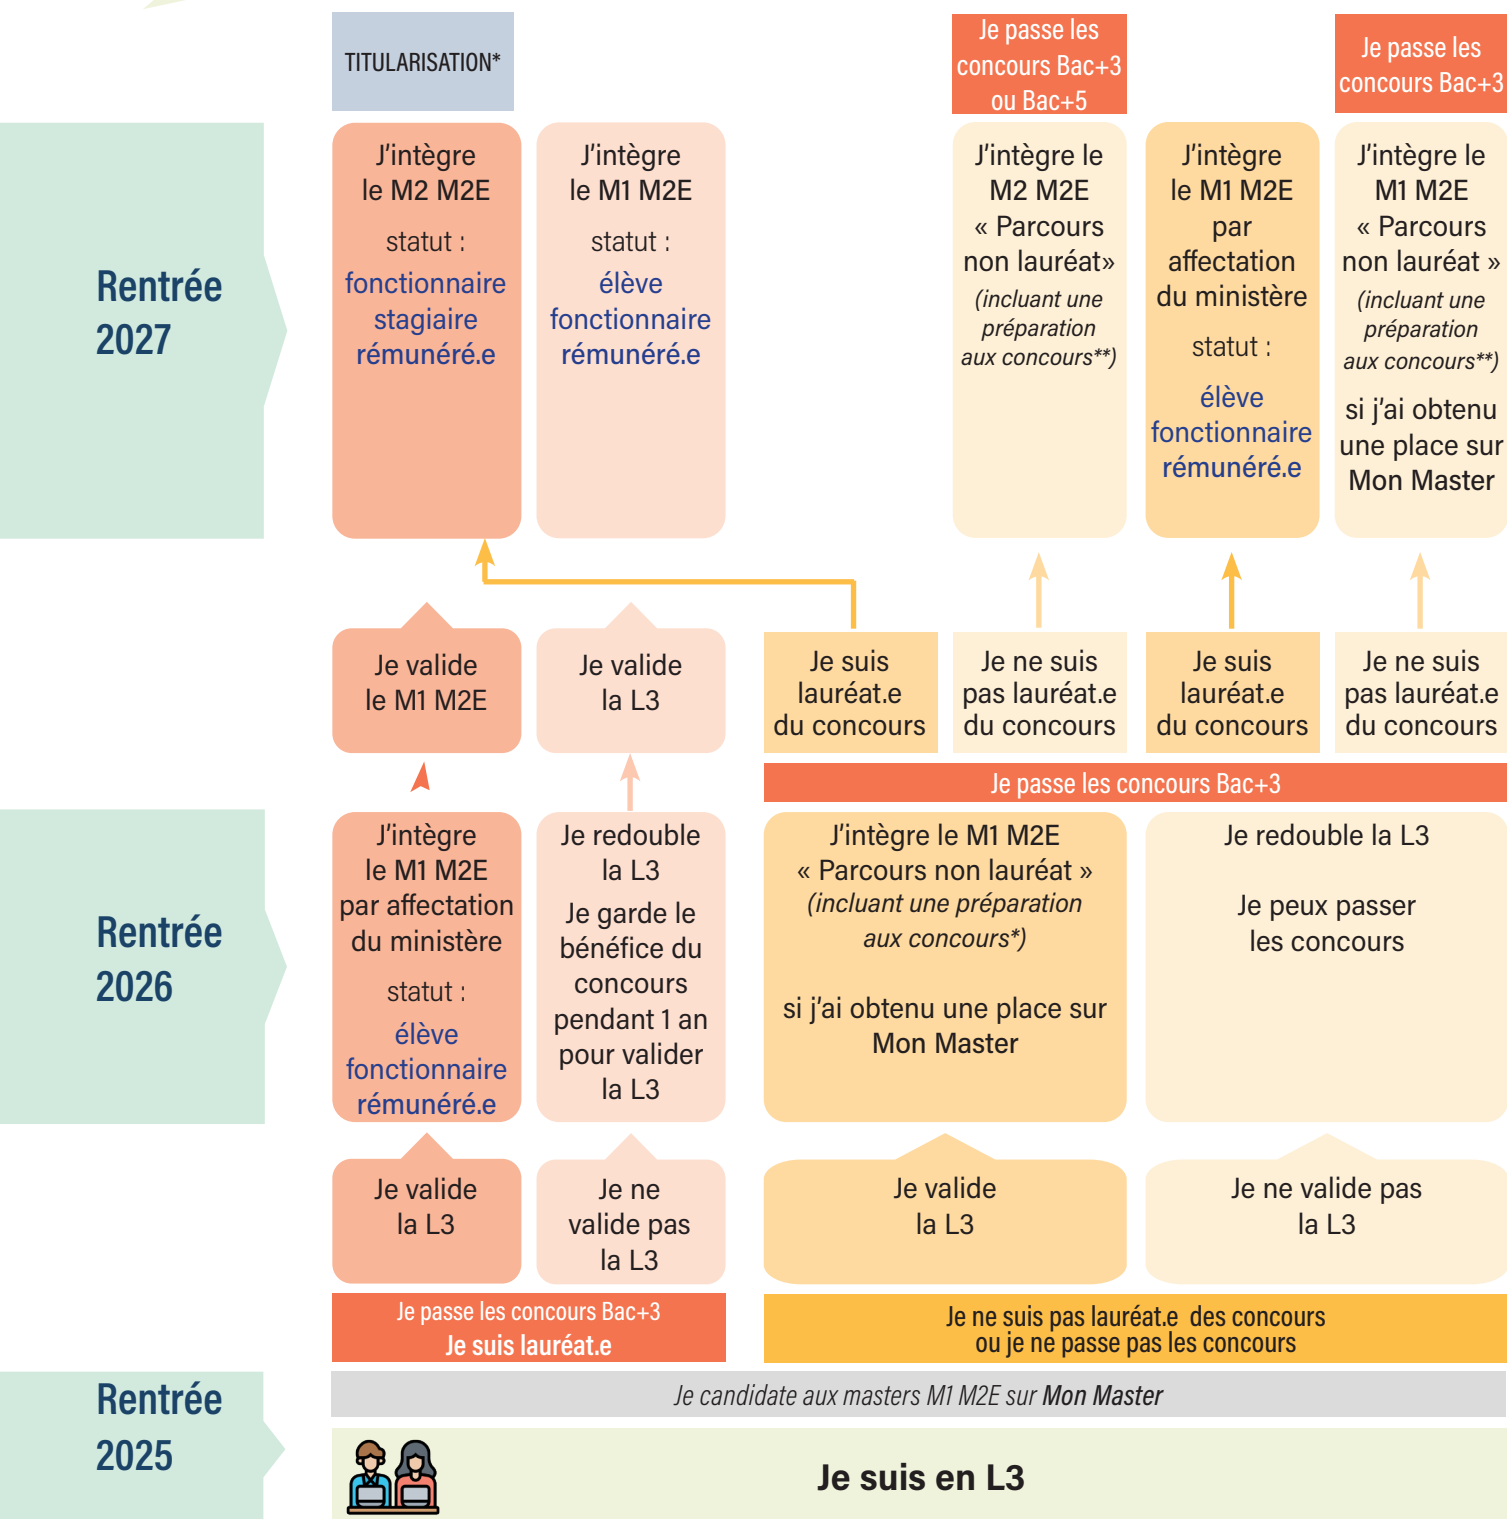 TITULARISATION*
Je passe les
concours Bac+3
ou Bac+5
Je passe les
concours Bac+3
Rentrée
2027
J'intègre
le M2 M2E
statut :
fonctionnaire
stagiaire
rémunéré.e
J'intègre
le M1 M2E
statut :
élève
fonctionnaire
rémunéré.e
J'intègre le
M2 M2E
« Parcours
non lauréat»
(incluant une
préparation
aux concours**)
J'intègre
le M1 M2E
par
affectation
du ministère
statut :
élève
fonctionnaire
rémunéré.e
J'intègre le
M1 M2E
« Parcours
non lauréat »
(incluant une
préparation
aux concours**)
si j'ai obtenu
une place sur
Mon Master
Je valide
le M1 M2E
Je valide
la L3
Je suis
lauréat.e
du concours
Je ne suis
pas lauréat.e
du concours
Je suis
lauréat.e
du concours
Je ne suis
pas lauréat.e
du concours
Je passe les concours Bac+3
Rentrée
2026
J'intègre
le M1 M2E
par affectation
du ministère
statut :
élève
fonctionnaire
rémunéré.e
Je redouble
la L3
Je garde le
bénéfice du
concours
pendant 1 an
pour valider
la L3
J'intègre le M1 M2E
« Parcours non lauréat »
(incluant une préparation
aux concours*)
si j'ai obtenu une place sur
Mon Master
Je redouble la L3
Je peux passer
les concours
Je valide
la L3
Je ne
valide pas
la L3
Je valide
la L3
Je ne valide pas
la L3
Je passe les concours Bac+3
Je suis lauréat.e
Je ne suis pas lauréat.e des concours
ou je ne passe pas les concours
Rentrée
2025
Je candidate aux masters M1 M2E sur Mon Master
Je suis en L3